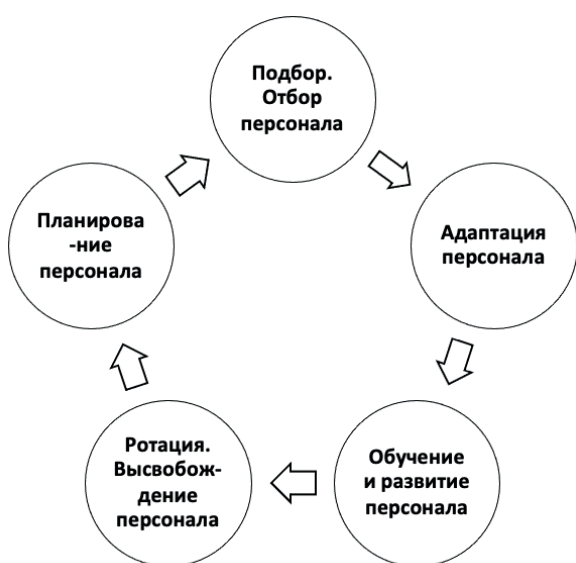 Подбор.
Отбор
персонала
Адаптация
персонала
Обучение
и развитие
персонала
Ротация.
Высвобож-
дение
персонала
Планирова
-ние
персонала